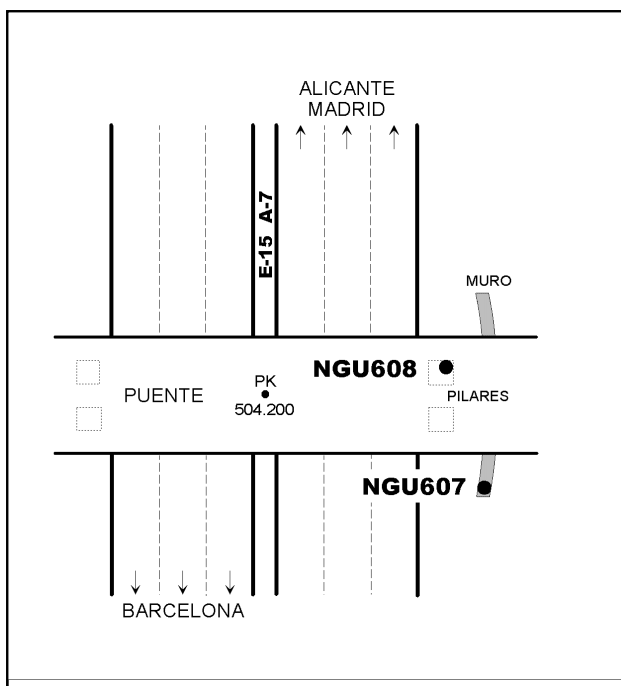 ALICANTE
MADRID
E-15 A-7
MURO
NGU608
PK
PUENTE
504.200
PILARES
NGU607
BARCELONA